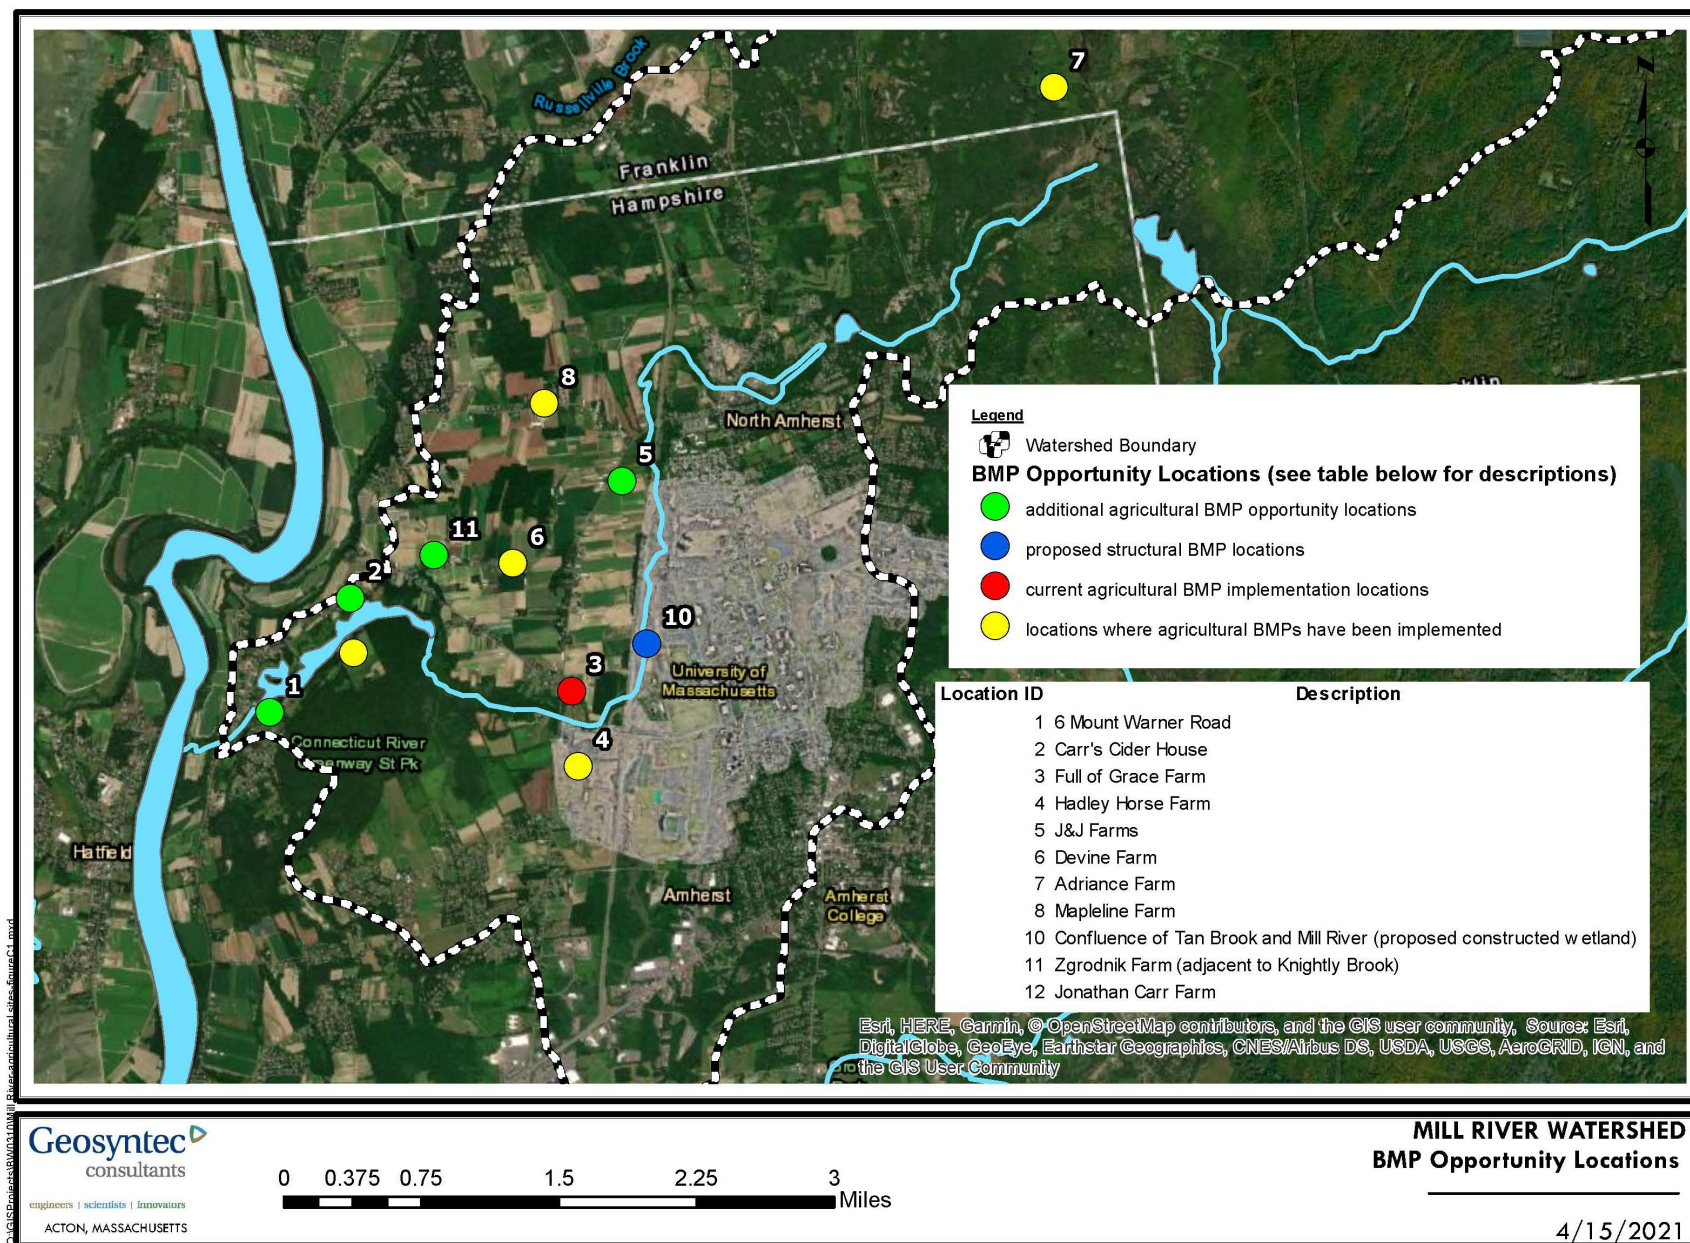 Russellville Brook
7
Franklin
Hampshire
8
North Amherst
5
11
6
2
10
3
University of
Massachusetts
1
4
Connecticut River
Greenway St Pk
Hatfield
Amherst
Amherst
College
N
Legend
Watershed Boundary
BMP Opportunity Locations (see table below for descriptions)
additional agricultural BMP opportunity locations
proposed structural BMP locations
current agricultural BMP implementation locations
locations where agricultural BMPs have been implemented
Location ID Description
1 6 Mount Warner Road
2 Carr's Cider House
3 Full of Grace Farm
4 Hadley Horse Farm
5 J&J Farms
6 Devine Farm
7 Adriance Farm
8 Mapleline Farm
10 Confluence of Tan Brook and Mill River (proposed constructed wetland)
11 Zgrodnik Farm (adjacent to Knightly Brook)
12 Jonathan Carr Farm
Esri, HERE, Garmin, © OpenStreetMap contributors, and the GIS user community, Source: Esri,
DigitalGlobe, GeoEye, Earthstar Geographics, CNES/Airbus DS, USDA, USGS, AeroGRID, IGN, and
the GIS User Community
Geosyntec
consultants
engineers | scientists | innovators
ACTON, MASSACHUSETTS
0 0.375 0.75 1.5 2.25 3
Miles
MILL RIVER WATERSHED
BMP Opportunity Locations
4/15/2021